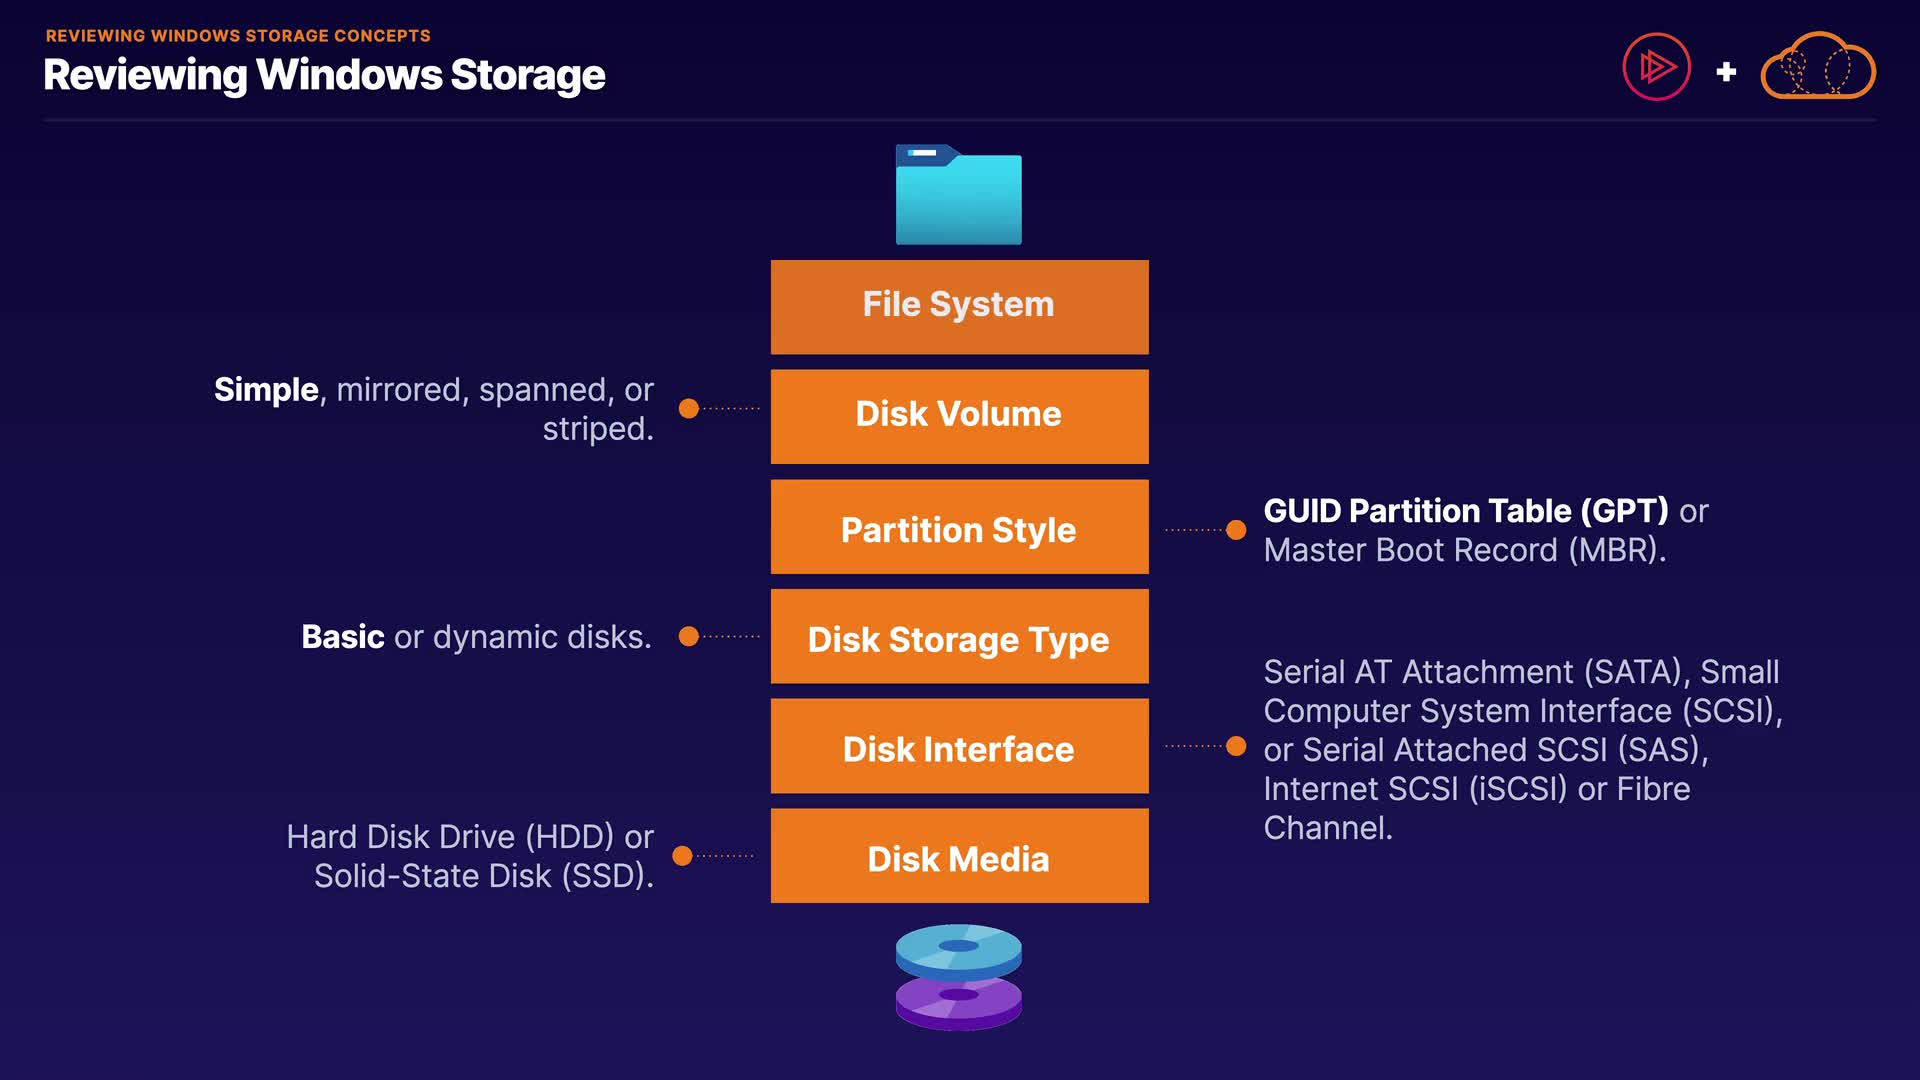 REVIEWING WINDOWS STORAGE CONCEPTS
Reviewing Windows Storage
File System
Simple, mirrored, spanned, or
striped.
Disk Volume
Partition Style
GUID Partition Table (GPT) or
Master Boot Record (MBR).
Basic or dynamic disks.
Disk Storage Type
Disk Interface
Serial AT Attachment (SATA), Small
Computer System Interface (SCSI),
or Serial Attached SCSI (SAS),
Internet SCSI (iSCSI) or Fibre
Channel.
Hard Disk Drive (HDD) or
Solid-State Disk (SSD).
Disk Media